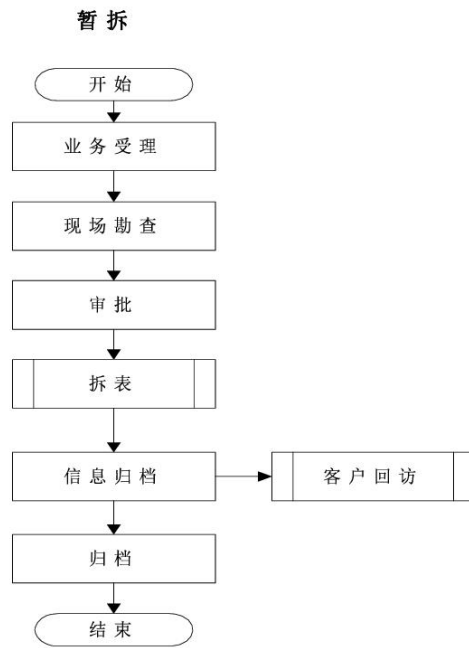 暂拆
开始
业务受理
现场勘查
审批
拆表
信息归档
客户回访
归档
结束